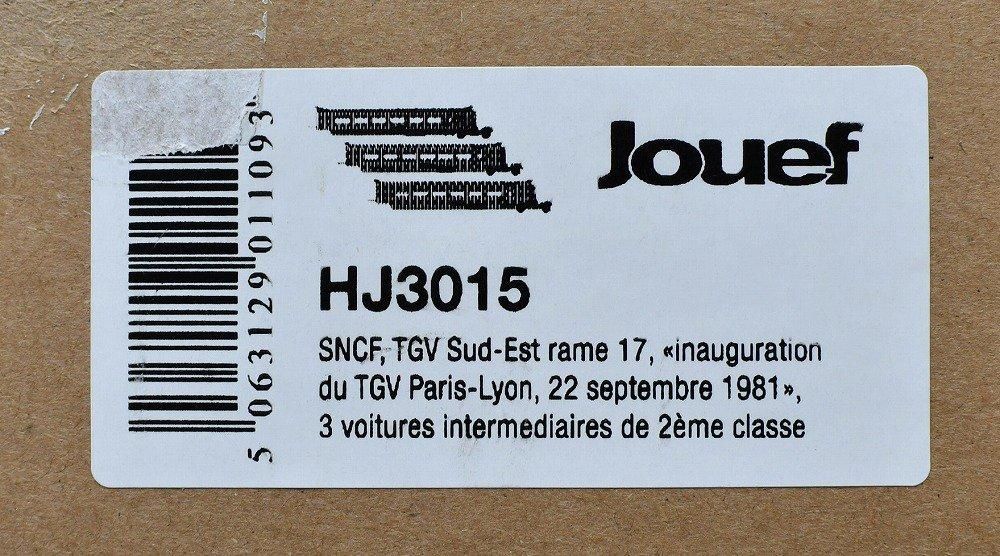 Jouef
HJ3015
SNCF, TGV Sud-Est rame 17, «inauguration
du TGV Paris-Lyon, 22 septembre 1981»,
3 voitures intermediaires de 2ème classe
5 063129 011093